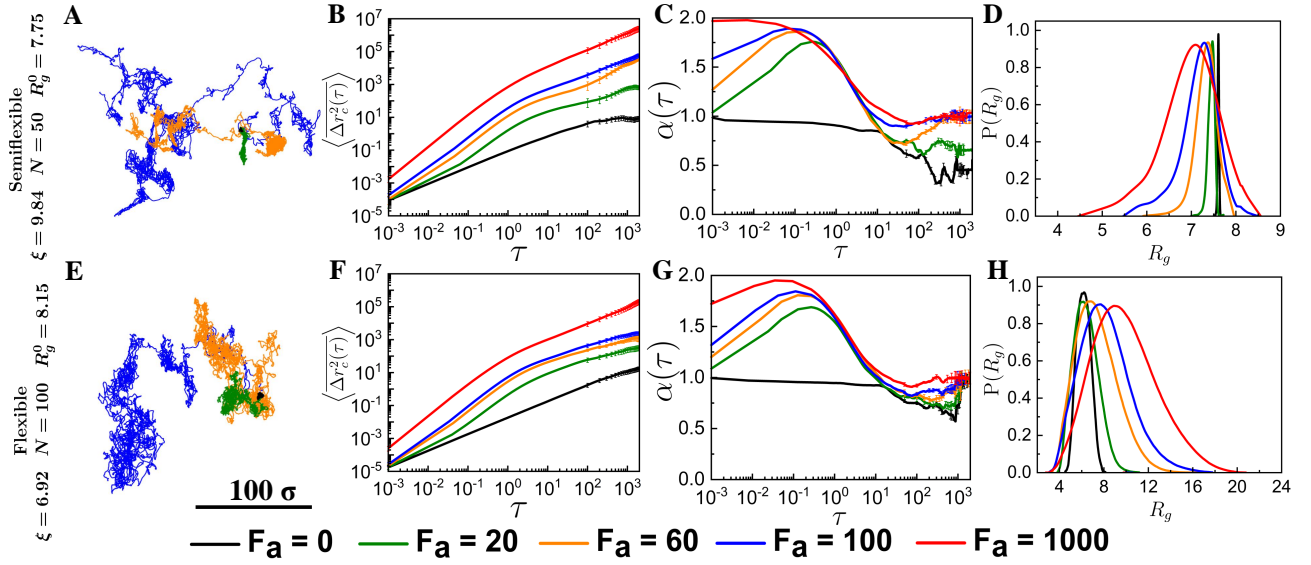 A
B
C
D
Semiflexible
ξ = 9.84 N = 50 R_g^0 = 7.75
⟨Δr_c^2(τ)⟩
10^7
10^5
10^3
10^1
10^-1
10^-3
10^-5
10^-3 10^-2 10^-1 10^0 10^1 10^2 10^3
τ
α(τ)
2.0
1.5
1.0
0.5
0.0
10^-3 10^-2 10^-1 10^0 10^1 10^2 10^3
τ
P(R_g)
1.0
0.8
0.6
0.4
0.2
0.0
4 5 6 7 8 9
R_g
E
F
G
H
Flexible
ξ = 6.92 N = 100 R_g^0 = 8.15
100 σ
⟨Δr_c^2(τ)⟩
10^7
10^5
10^3
10^1
10^-1
10^-3
10^-5
10^-3 10^-2 10^-1 10^0 10^1 10^2 10^3
τ
α(τ)
2.0
1.5
1.0
0.5
0.0
10^-3 10^-2 10^-1 10^0 10^1 10^2 10^3
τ
P(R_g)
1.0
0.8
0.6
0.4
0.2
0.0
4 8 12 16 20 24
R_g
F_a = 0 F_a = 20 F_a = 60 F_a = 100 F_a = 1000